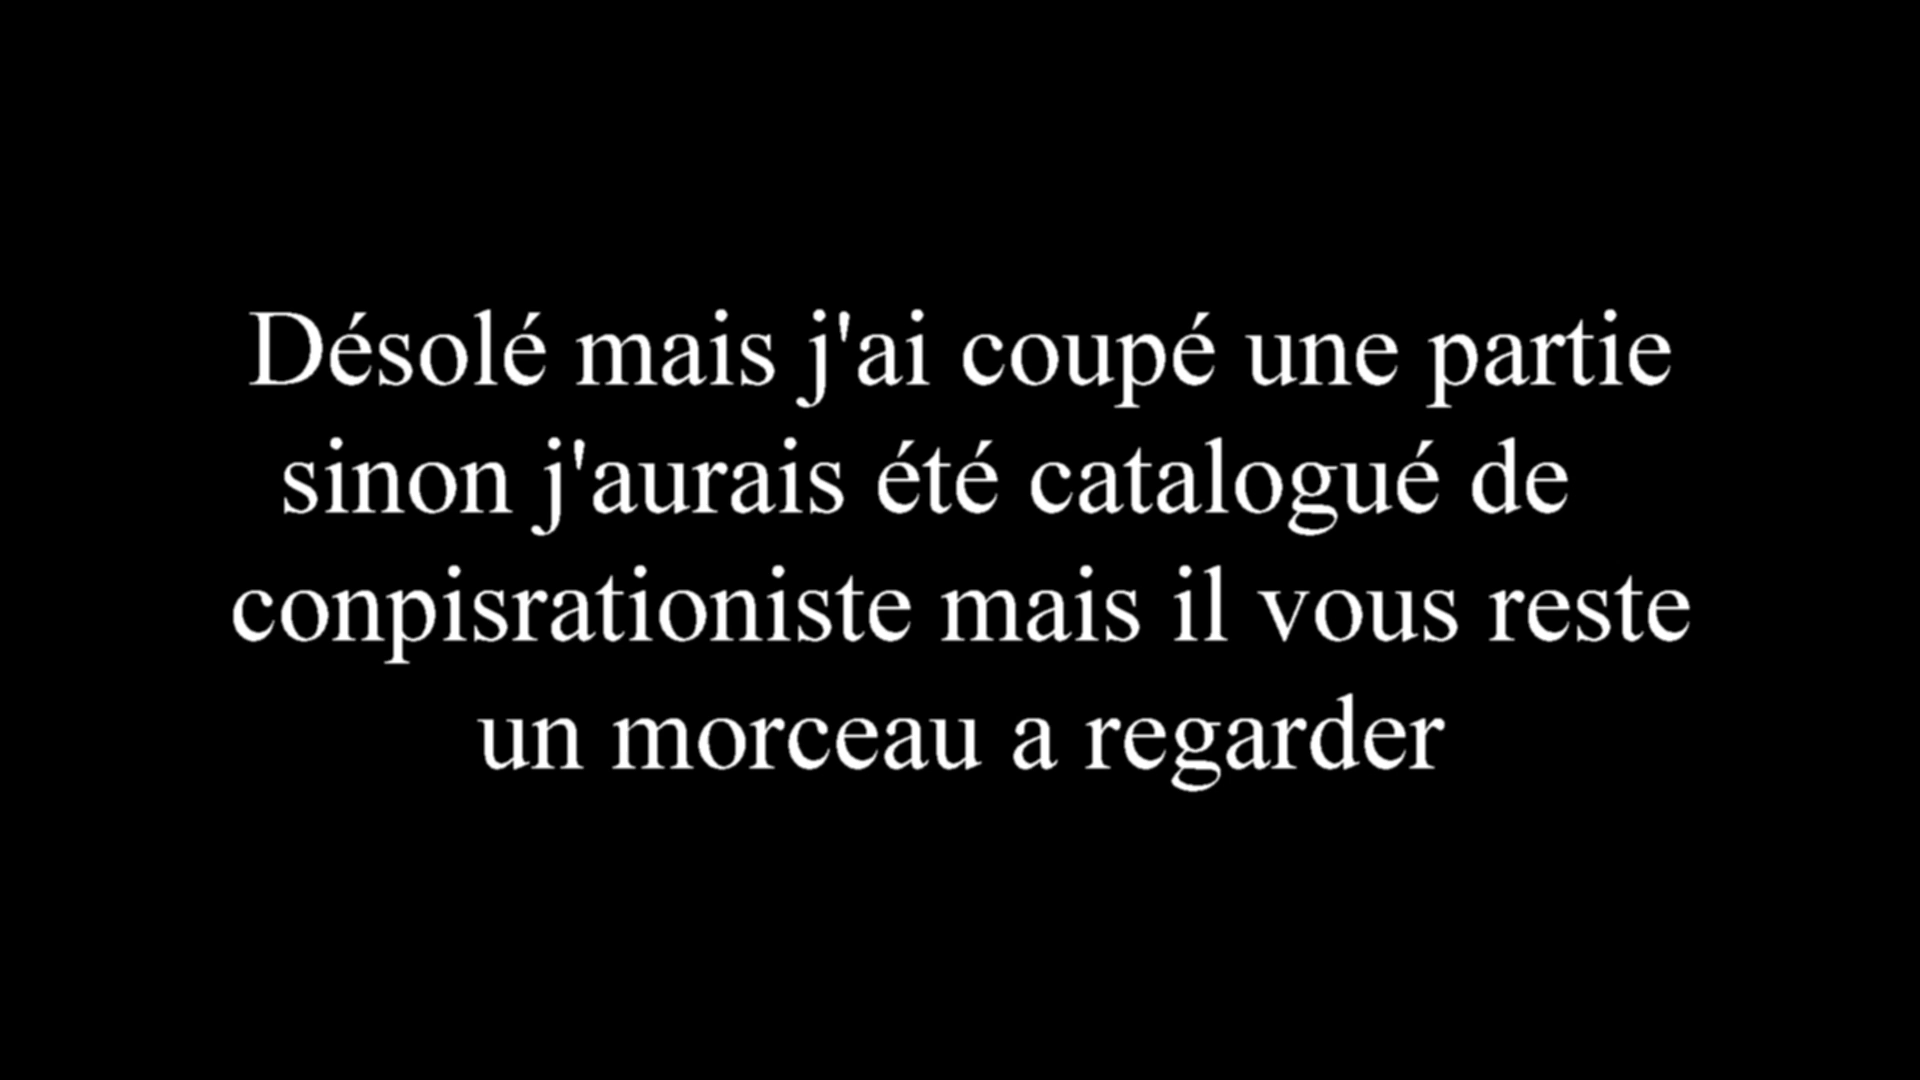 Désolé mais j'ai coupé une partie
sinon j'aurais été catalogué de
conpisrationiste mais il vous reste
un morceau a regarder